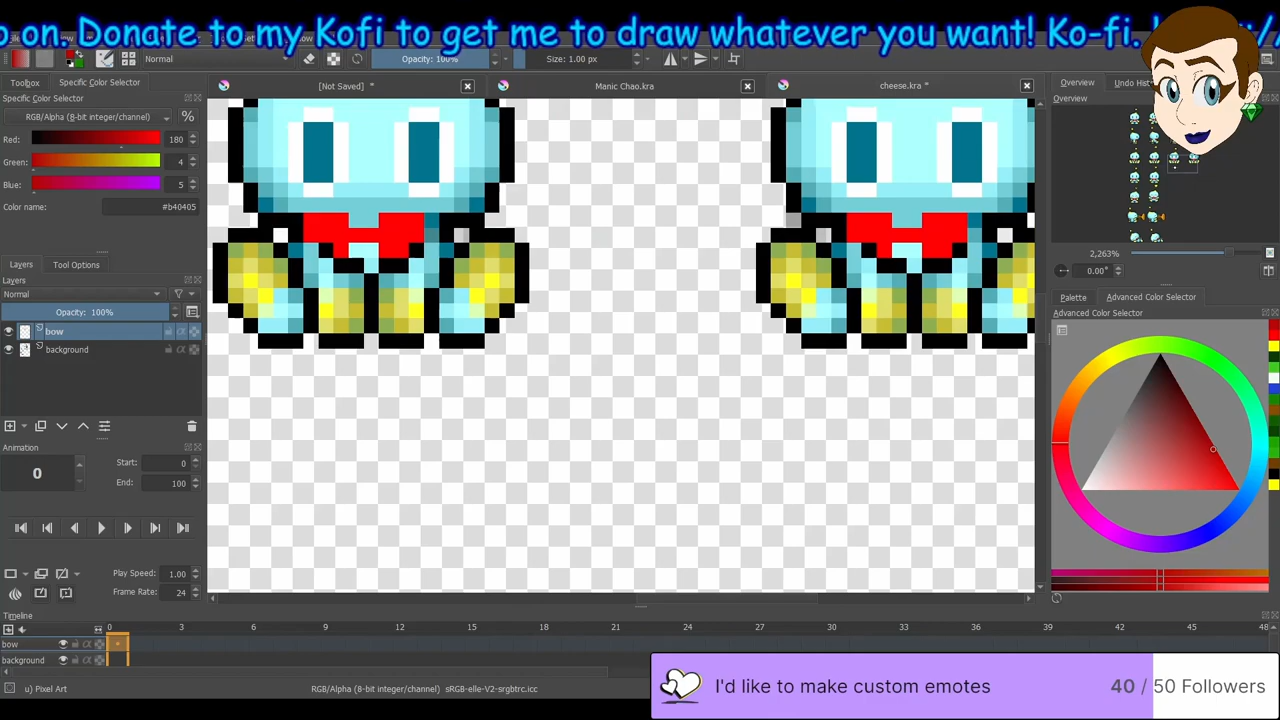 o on. Donate to my Kofi to get me to draw whatever you want! Ko-fi.
Normal
Opacity: 100%
Size: 1.00 px
Toolbox
Specific Color Selector
[Not Saved] *
Manic Chao.kra
cheese.kra *
Overview
Undo Hist
Specific Color Selector
Overview
RGB/Alpha (8-bit integer/channel)
%
Red:
180
Green:
4
Blue:
5
Color name:
#b40405
2,263%
0.00°
Layers
Tool Options
Layers
Normal
Opacity: 100%
bow
background
Palette
Advanced Color Selector
Advanced Color Selector
Animation
0
Start:
0
End:
100
Play Speed:
1.00
Frame Rate:
24
Timeline
0 3 6 9 12 15 18 21 24 27 30 33 36 39 42 45 48
bow
background
u) Pixel Art
RGB/Alpha (8-bit integer/channel) sRGB-elle-V2-srgbtrc.icc
I'd like to make custom emotes
40 / 50 Followers